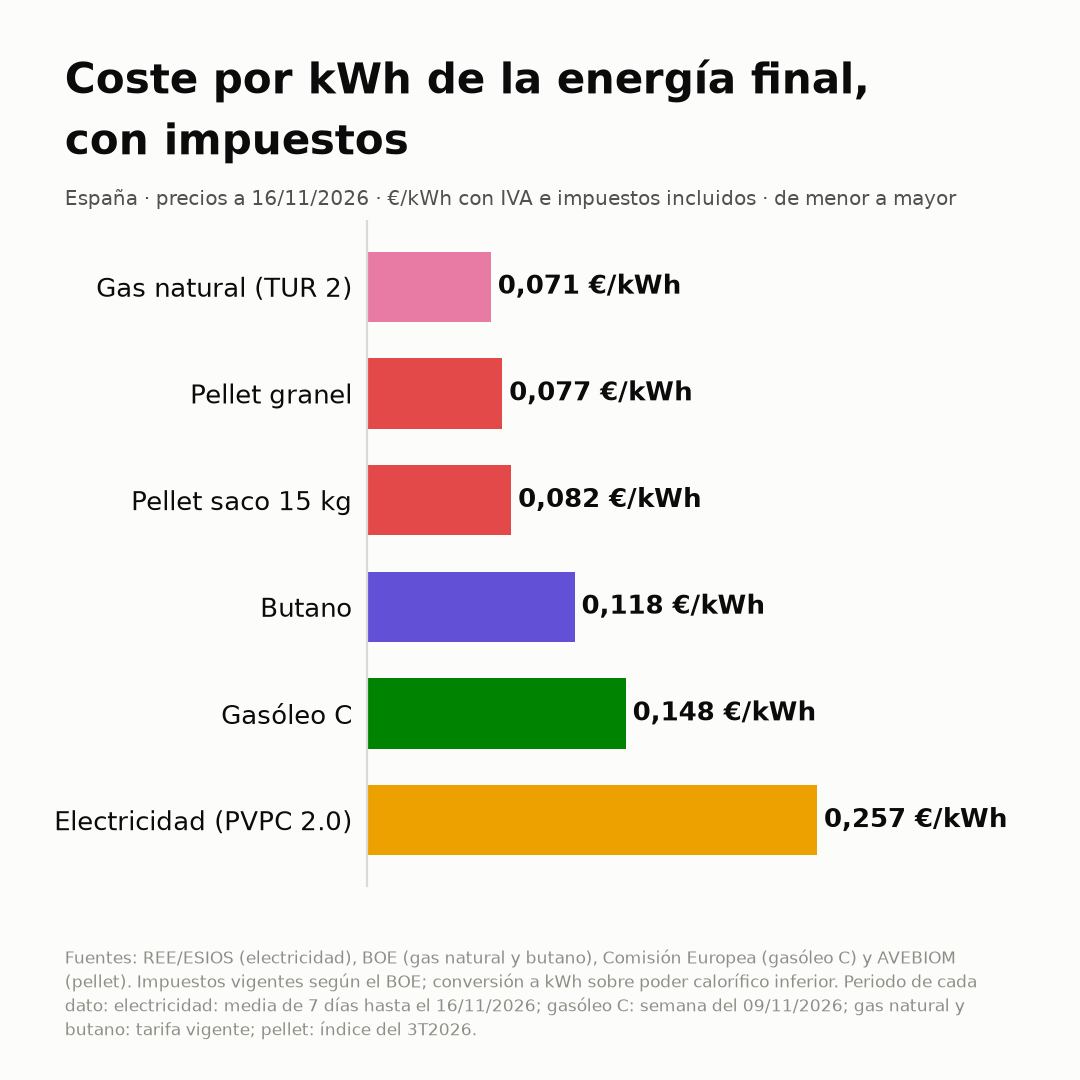 Coste por kWh de la energía final,
con impuestos
España · precios a 16/11/2026 · €/kWh con IVA e impuestos incluidos · de menor a mayor
Gas natural (TUR 2) 0,071 €/kWh
Pellet granel 0,077 €/kWh
Pellet saco 15 kg 0,082 €/kWh
Butano 0,118 €/kWh
Gasóleo C 0,148 €/kWh
Electricidad (PVPC 2.0) 0,257 €/kWh
Fuentes: REE/ESIOS (electricidad), BOE (gas natural y butano), Comisión Europea (gasóleo C) y AVEBIOM
(pellet). Impuestos vigentes según el BOE; conversión a kWh sobre poder calorífico inferior. Periodo de cada
dato: electricidad: media de 7 días hasta el 16/11/2026; gasóleo C: semana del 09/11/2026; gas natural y
butano: tarifa vigente; pellet: índice del 3T2026.